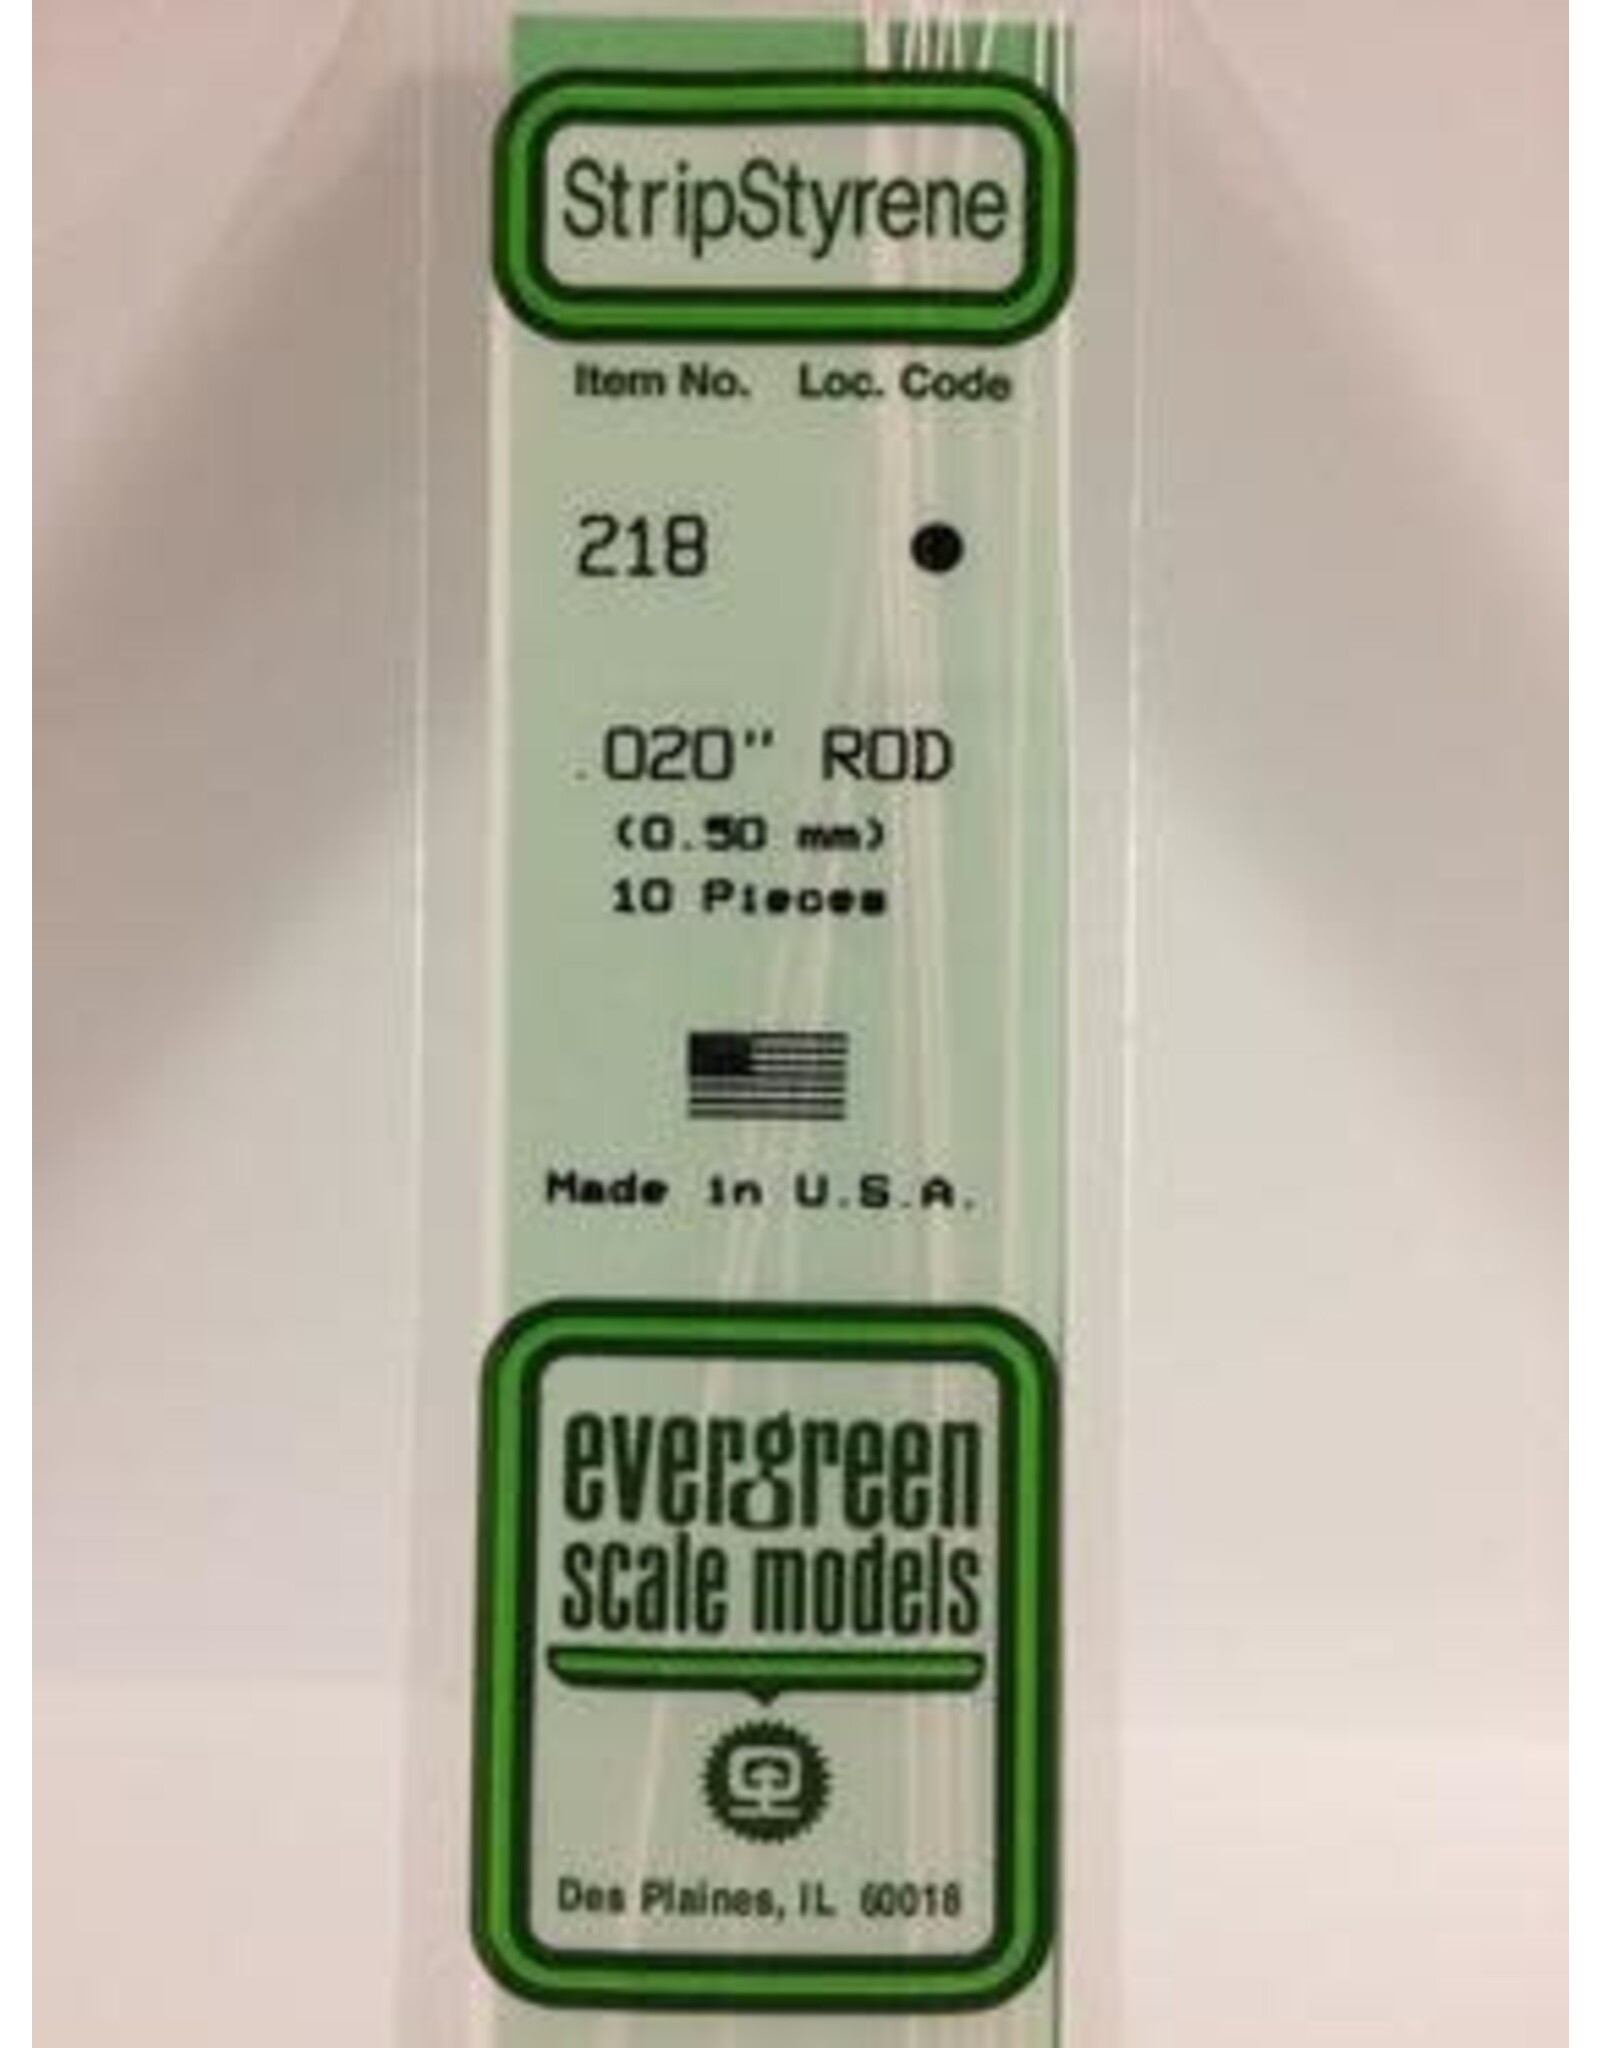 StripStyrene
Item No. Loc. Code
218 ●
.020" ROD
(0.50 mm)
10 Pieces
Made in U.S.A.
evergreen
scale models
Des Plaines, IL 60018